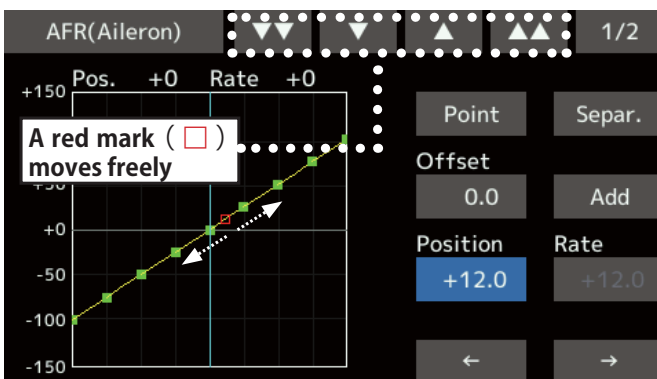 AFR(Aileron) ▼▼ ▼ ▲ ▲▲ 1/2
Pos. +0 Rate +0
+150
A red mark ( □ )
moves freely
+50
+0
-50
-100
-150
Point Separ.
Offset
0.0 Add
Position Rate
+12.0 +12.0
← →